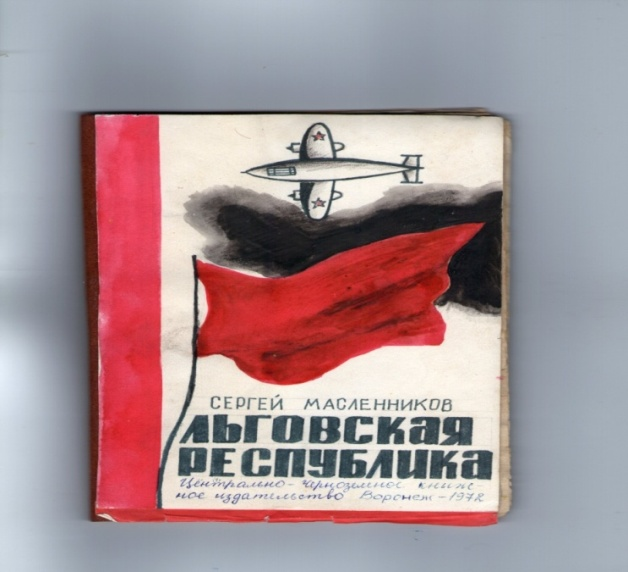 СЕРГЕЙ МАСЛЕННИКОВ
ЛЬГОВСКАЯ
РЕСПУБЛИКА
Центрально-Черноземное книж-
ное издательство Воронеж-1972